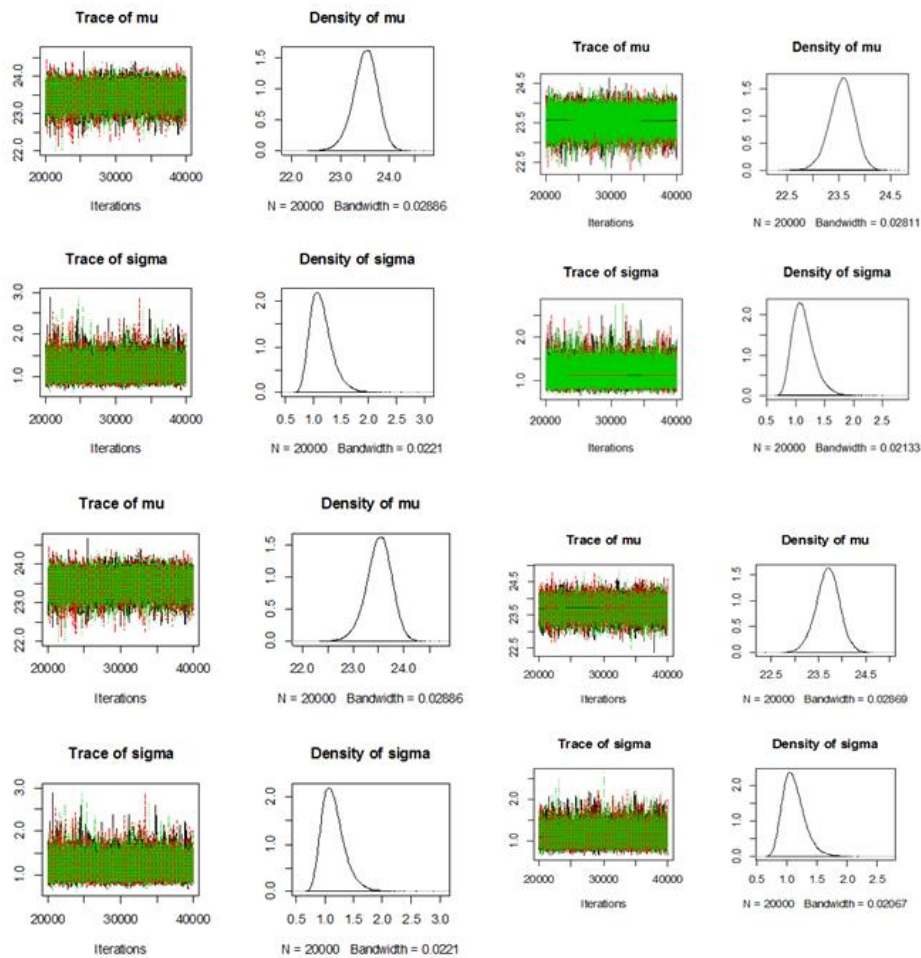 Trace of mu
Density of mu
24.0
23.0
22.0
20000 30000 40000
Iterations
1.5
1.0
0.5
0.0
22.0 23.0 24.0
N = 20000 Bandwidth = 0.02886
Trace of mu
Density of mu
24.5
23.5
22.5
20000 30000 40000
Iterations
1.5
1.0
0.5
0.0
22.5 23.5 24.5
N = 20000 Bandwidth = 0.02811
Trace of sigma
Density of sigma
3.0
2.0
1.0
20000 30000 40000
Iterations
2.0
1.0
0.0
0.5 1.0 1.5 2.0 2.5 3.0
N = 20000 Bandwidth = 0.0221
Trace of sigma
Density of sigma
2.0
1.0
20000 30000 40000
Iterations
2.0
1.0
0.0
0.5 1.0 1.5 2.0 2.5
N = 20000 Bandwidth = 0.02133
Trace of mu
Density of mu
24.0
23.0
22.0
20000 30000 40000
Iterations
1.5
1.0
0.5
0.0
22.0 23.0 24.0
N = 20000 Bandwidth = 0.02886
Trace of mu
Density of mu
24.5
23.5
22.5
20000 30000 40000
Iterations
1.5
1.0
0.5
0.0
22.5 23.5 24.5
N = 20000 Bandwidth = 0.02869
Trace of sigma
Density of sigma
3.0
2.0
1.0
20000 30000 40000
Iterations
2.0
1.0
0.0
0.5 1.0 1.5 2.0 2.5 3.0
N = 20000 Bandwidth = 0.0221
Trace of sigma
Density of sigma
2.0
1.0
20000 30000 40000
Iterations
2.0
1.0
0.0
0.5 1.0 1.5 2.0 2.5
N = 20000 Bandwidth = 0.02067